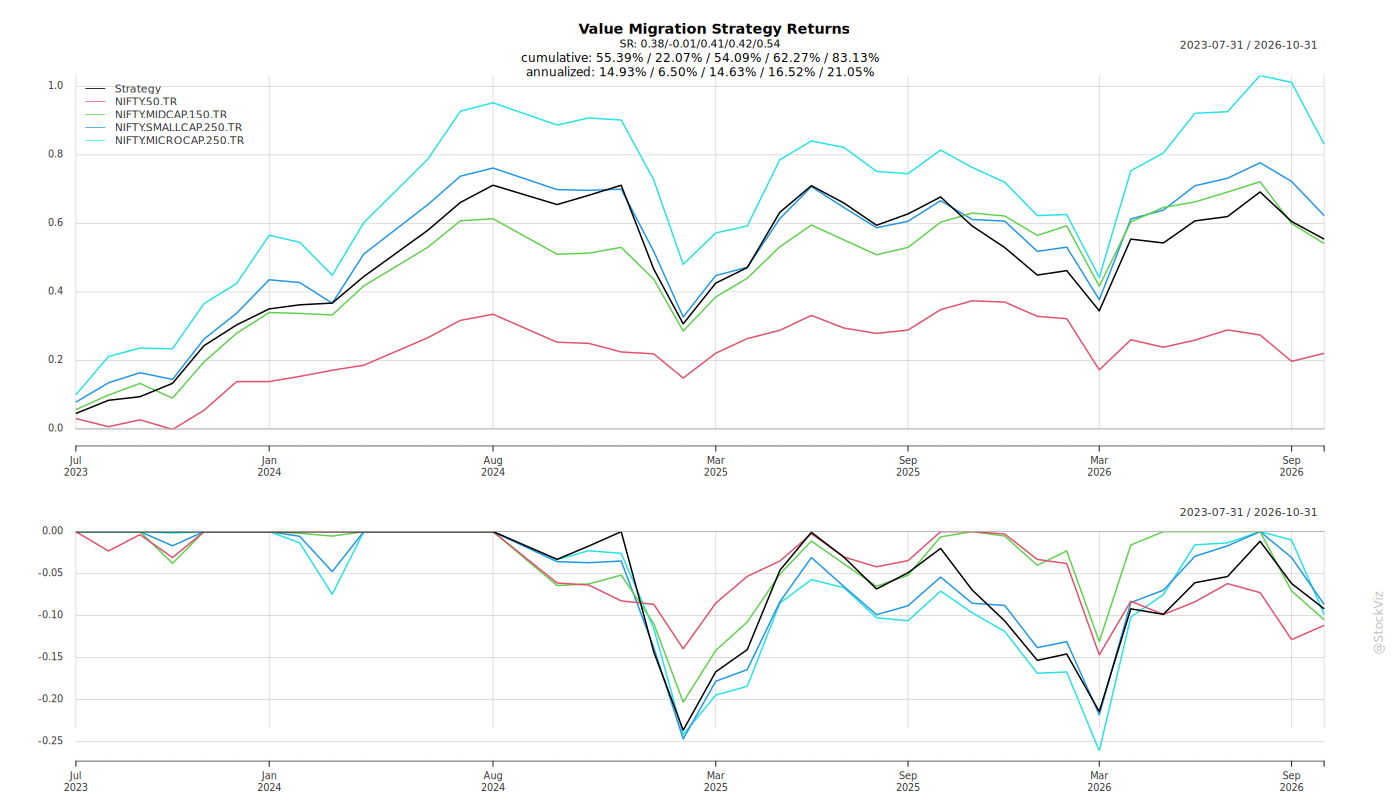 Value Migration Strategy Returns
SR: 0.38/-0.01/0.41/0.42/0.54
cumulative: 55.39% / 22.07% / 54.09% / 62.27% / 83.13%
annualized: 14.93% / 6.50% / 14.63% / 16.52% / 21.05%
2023-07-31 / 2026-10-31
Strategy
NIFTY.50.TR
NIFTY.MIDCAP.150.TR
NIFTY.SMALLCAP.250.TR
NIFTY.MICROCAP.250.TR
1.0
0.8
0.6
0.4
0.2
0.0
Jul Jan Aug Mar Sep Mar Sep
2023 2024 2024 2025 2025 2026 2026
2023-07-31 / 2026-10-31
0.00
-0.05
-0.10
-0.15
-0.20
-0.25
Jul Jan Aug Mar Sep Mar Sep
2023 2024 2024 2025 2025 2026 2026
@StockViz